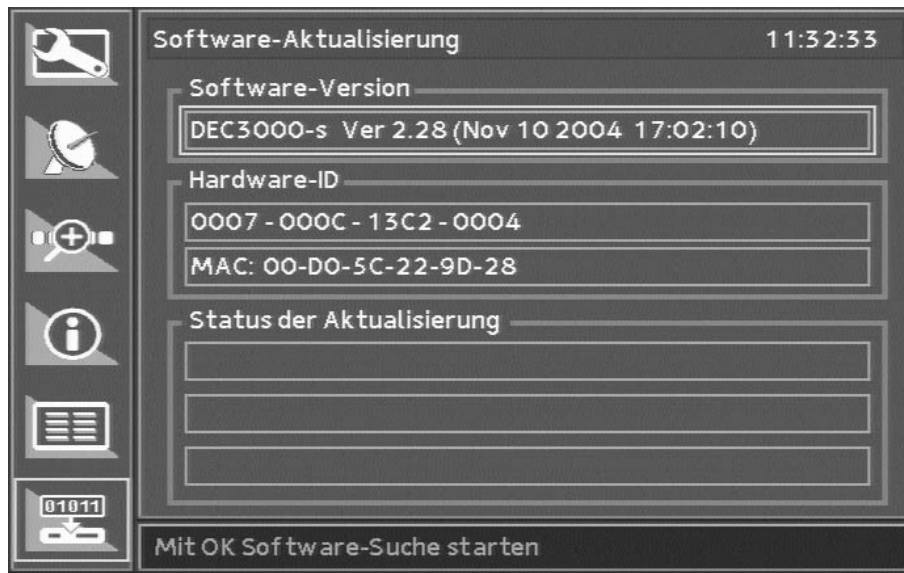 Software-Aktualisierung 11:32:33
Software-Version
DEC3000-s Ver 2.28 (Nov 10 2004 17:02:10)
Hardware-ID
0007 - 000C - 13C2 - 0004
MAC: 00-D0-5C-22-9D-28
Status der Aktualisierung
01011
Mit OK Software-Suche starten